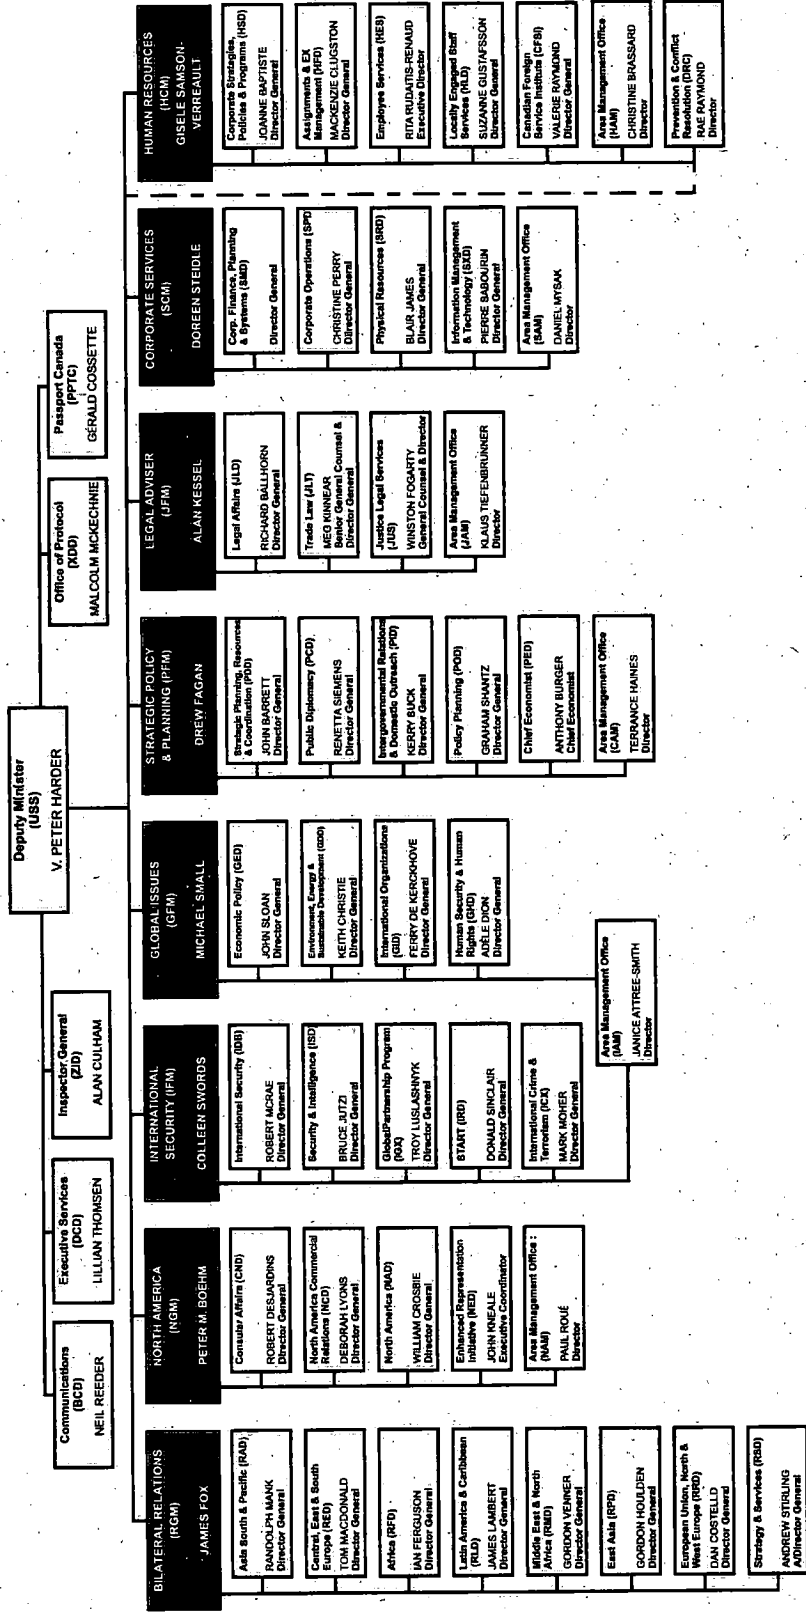 Deputy Minister
(USS)
V. PETER HARDER
Communications
(BCD)
NEIL REEDER
Executive Services
(DCD)
LILLIAN THOMSEN
Inspector General
(ZID)
ALAN CULHAM
Office of Protocol
(XDD)
MALCOLM MCKECHNIE
Passport Canada
(PPTC)
GÉRALD COSSETTE
BILATERAL RELATIONS
(RGM)
JAMES FOX
Asia South & Pacific (RAD)
RANDOLPH MANK
Director General
Central, East & South
Europe (RED)
TOM MACDONALD
Director General
Africa (RFD)
IAN FERGUSON
Director General
Latin America & Caribbean
(RLD)
JAMES LAMBERT
Director General
Middle East & North
Africa (RMD)
GORDON VENNER
Director General
East Asia (RPD)
GORDON HOULDEN
Director General
European Union, North &
West Europe (RRD)
DAN COSTELLO
Director General
Strategy & Services (RSD)
ANDREW STIRLING
A/Director General
NORTH AMERICA
(NGM)
PETER M. BOEHM
Consular Affairs (CND)
ROBERT DESJARDINS
Director General
North America Commercial
Relations (NCD)
DEBORAH LYONS
Director General
North America (NAD)
WILLIAM CROSBIE
Director General
Enhanced Representation
Initiative (NED)
JOHN KNEALE
Executive Coordinator
Area Management Office :
(NAM)
PAUL ROUÉ
Director
INTERNATIONAL
SECURITY (IFM)
COLLEEN SWORDS
International Security (IDB)
ROBERT MCRAE
Director General
Security & Intelligence (ISD)
BRUCE JUTZI
Director General
GlobalPartnership Program
(IGX)
TROY LUSLASHNYK
Director General
START (IRD)
DONALD SINCLAIR
Director General
International Crime &
Terrorism (ICX)
MARK MOHER
Director General
GLOBAL ISSUES
(GFM)
MICHAEL SMALL
Economic Policy (GED)
JOHN SLOAN
Director General
Environment, Energy &
Sustainable Development (GDD)
KEITH CHRISTIE
Director General
International Organizations
(GID)
FERRY DE KERCKHOVE
Director General
Human Security & Human
Rights (GHD)
ADÈLE DION
Director General
Area Management Office
(IAM)
JANICE ATTREE-SMITH
Director
STRATEGIC POLICY
& PLANNING (PFM)
DREW FAGAN
Strategic Planning, Resources
& Coordination (PDD)
JOHN BARRETT
Director General
Public Diplomacy (PCD)
RENETTA SIEMENS
Director General
Intergovernmental Relations
& Domestic Outreach (PID)
KERRY BUCK
Director General
Policy Planning (POD)
GRAHAM SHANTZ
Director General
Chief Economist (PED)
ANTHONY BURGER
Chief Economist
Area Management Office
(CAM)
TERRANCE HAINES
Director
LEGAL ADVISER
(JFM)
ALAN KESSEL
Legal Affairs (JLD)
RICHARD BALLHORN
Director General
Trade Law (JLT)
MEG KINNEAR
Senior General Counsel &
Director General
Justice Legal Services
(JUS)
WINSTON FOGARTY
General Counsel & Director
Area Management Office
(JAM)
KLAUS TIEFENBRUNNER
Director
CORPORATE SERVICES
(SCM)
DOREEN STEIDLE
Corp. Finance, Planning
& Systems (SMD)
Director General
Corporate Operations (SPD)
CHRISTINE PERRY
Director General
Physical Resources (SRD)
BLAIR JAMES
Director General
Information Management
& Technology (SXD)
PIERRE SABOURIN
Director General
Area Management Office
(SAM)
DANIEL MYSAK
Director
HUMAN RESOURCES
(HCM)
GISELE SAMSON-
VERREAULT
Corporate Strategies,
Policies & Programs (HSD)
JOANNE BAPTISTE
Director General
Assignments & EX
Management (HFD)
MACKENZIE CLUGSTON
Director General
Employee Services (HES)
RITA RUDAITIS-RENAUD
Executive Director
Locally Engaged Staff
Services (HLD)
SUZANNE GUSTAFSSON
Director General
Canadian Foreign
Service Institute (CFSI)
VALERIE RAYMOND
Director General
Area Management Office
(HAM)
CHRISTINE BRASSARD
Director
Prevention & Conflict
Resolution (DRC)
RAE RAYMOND
Director